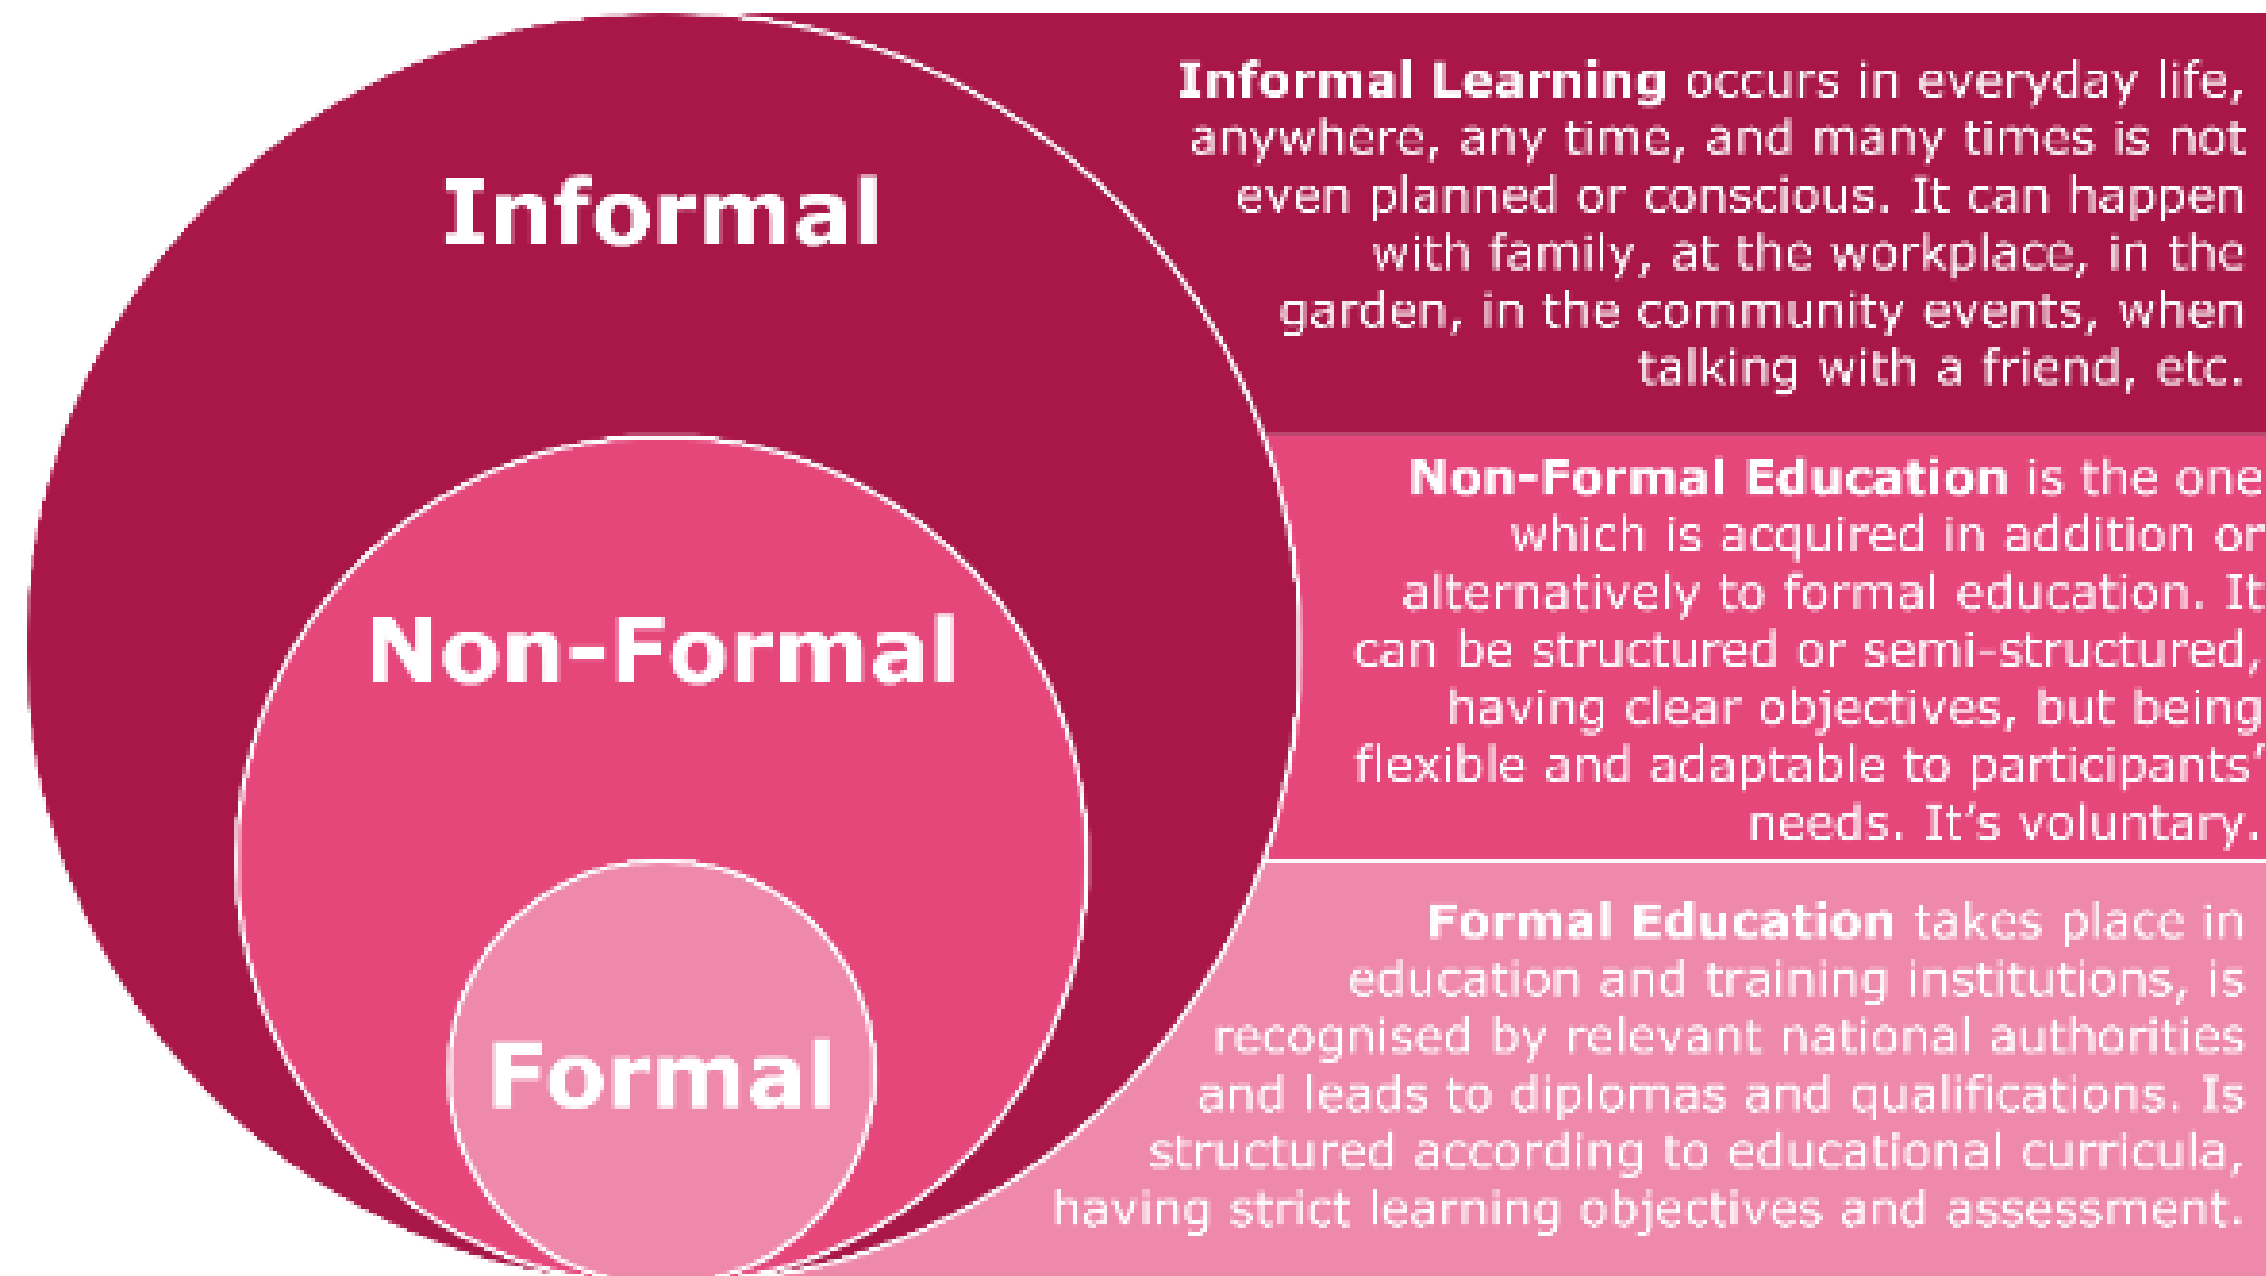 Informal
Informal Learning occurs in everyday life,
anywhere, any time, and many times is not
even planned or conscious. It can happen
with family, at the workplace, in the
garden, in the community events, when
talking with a friend, etc.
Non-Formal
Non-Formal Education is the one
which is acquired in addition or
alternatively to formal education. It
can be structured or semi-structured,
having clear objectives, but being
flexible and adaptable to participants’
needs. It’s voluntary.
Formal
Formal Education takes place in
education and training institutions, is
recognised by relevant national authorities
and leads to diplomas and qualifications. Is
structured according to educational curricula,
having strict learning objectives and assessment.